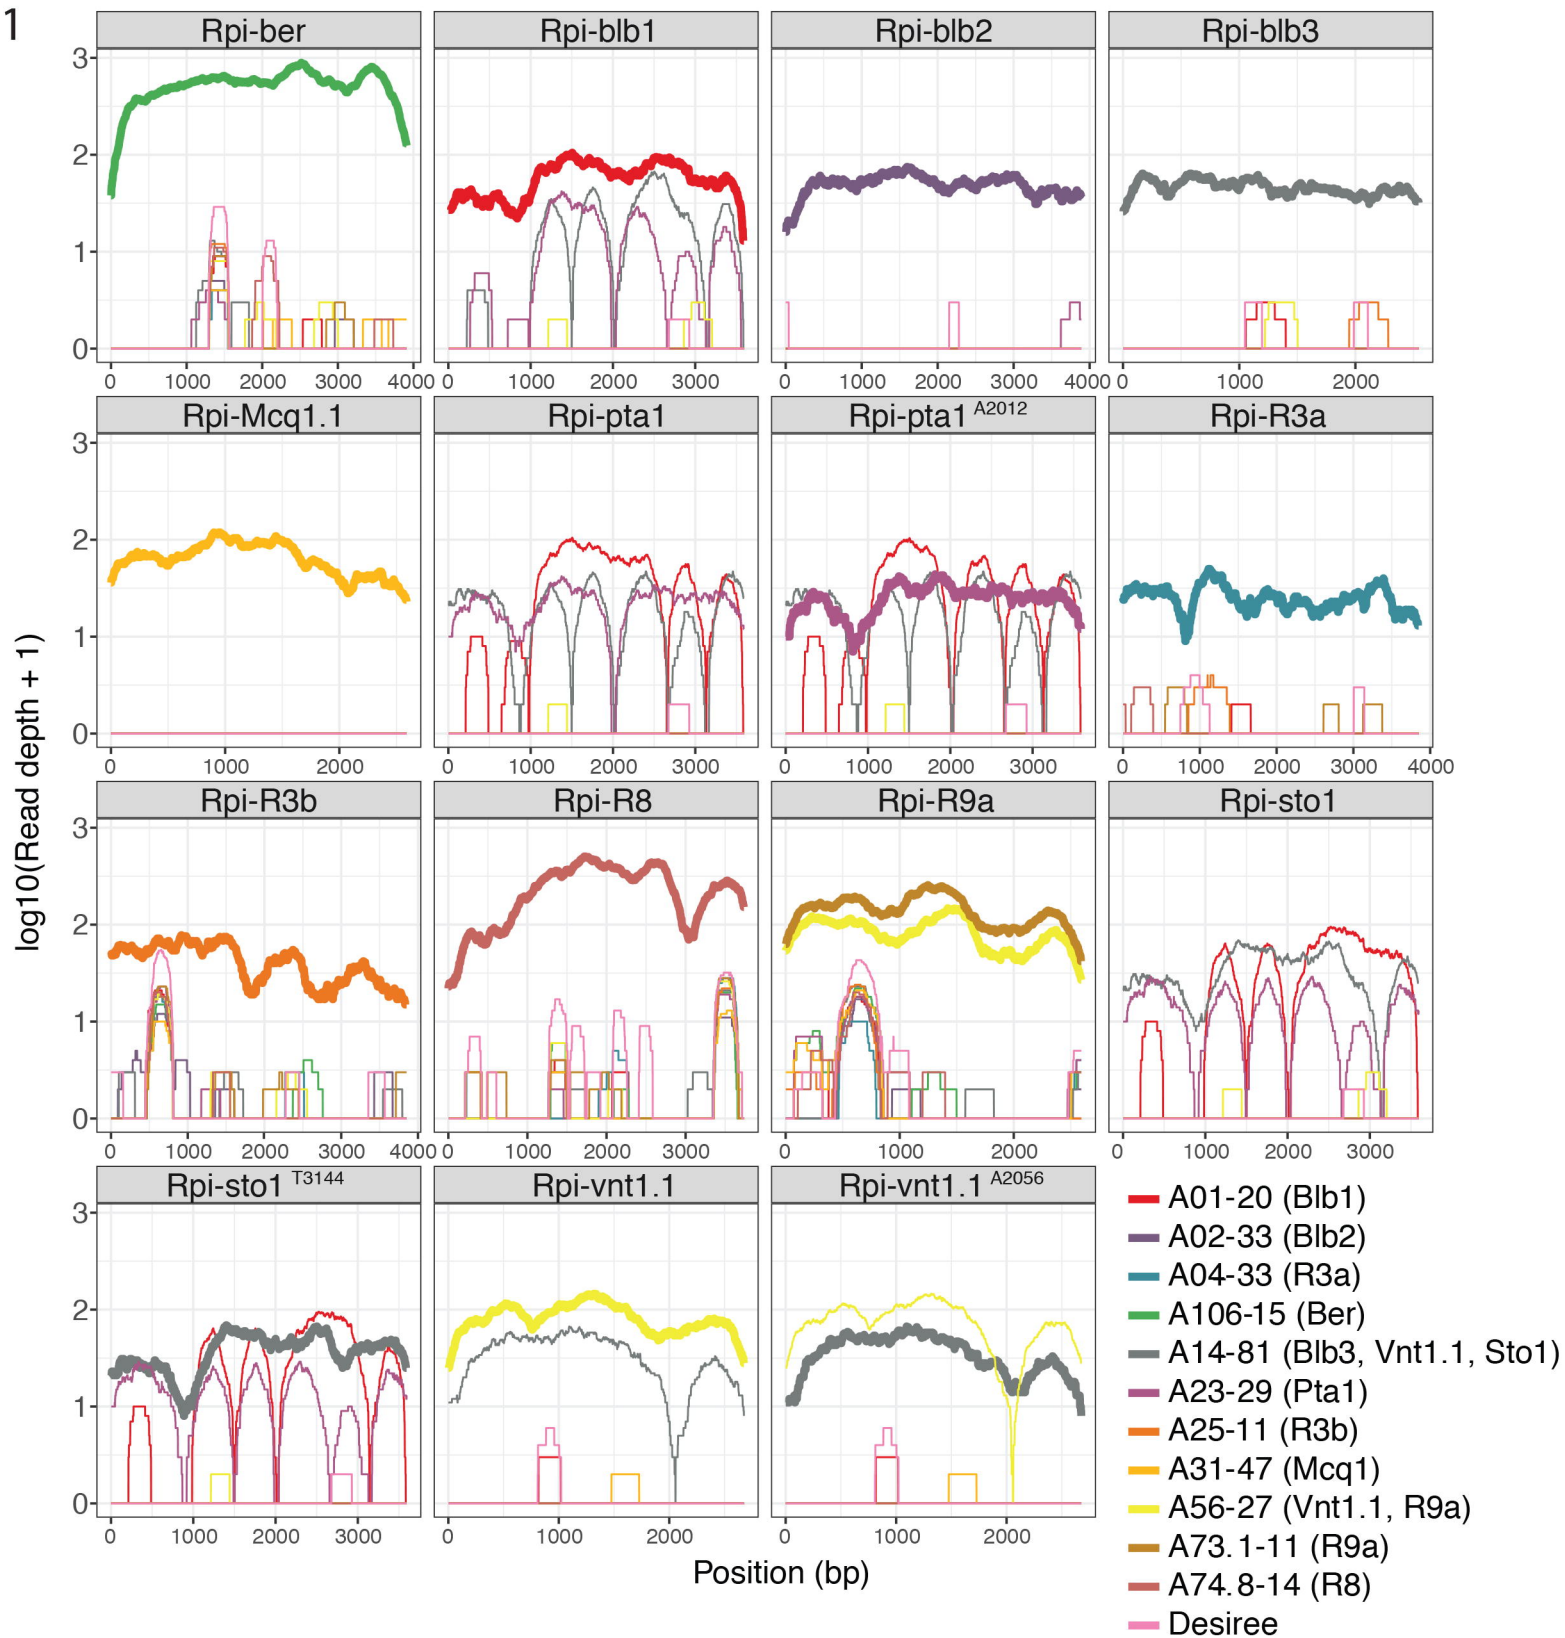 1
Rpi-ber Rpi-blb1 Rpi-blb2 Rpi-blb3
3
2
1
0
0 1000 2000 3000 4000 0 1000 2000 3000 0 1000 2000 3000 4000 0 1000 2000
Rpi-Mcq1.1 Rpi-pta1 Rpi-pta1 A2012 Rpi-R3a
3
2
1
0
0 1000 2000 0 1000 2000 3000 0 1000 2000 3000 0 1000 2000 3000 4000
Rpi-R3b Rpi-R8 Rpi-R9a Rpi-sto1
3
2
1
0
0 1000 2000 3000 4000 0 1000 2000 3000 0 1000 2000 0 1000 2000 3000
Rpi-sto1 T3144 Rpi-vnt1.1 Rpi-vnt1.1 A2056
3
2
1
0
0 1000 2000 3000 0 1000 2000 0 1000 2000
log10(Read depth + 1)
Position (bp)
A01-20 (Blb1)
A02-33 (Blb2)
A04-33 (R3a)
A106-15 (Ber)
A14-81 (Blb3, Vnt1.1, Sto1)
A23-29 (Pta1)
A25-11 (R3b)
A31-47 (Mcq1)
A56-27 (Vnt1.1, R9a)
A73.1-11 (R9a)
A74.8-14 (R8)
Desiree